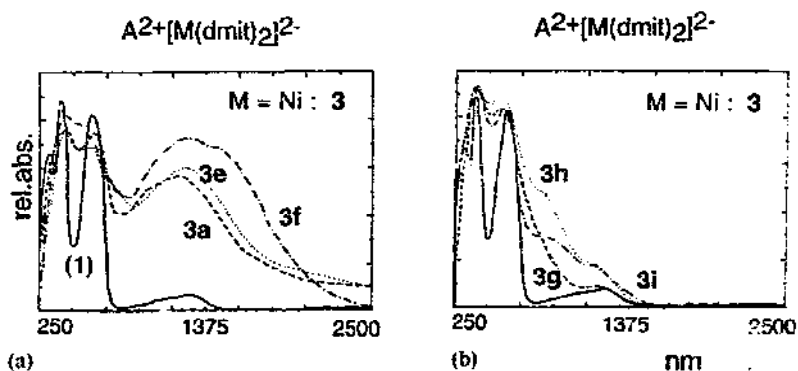 A2+[M(dmit)2]2-
M = Ni : 3
rel.abs.
3e
3f
3a
(1)
250 1375 2500
(a)
A2+[M(dmit)2]2-
M = Ni : 3
3h
3g
3i
250 1375 2500
(b) nm